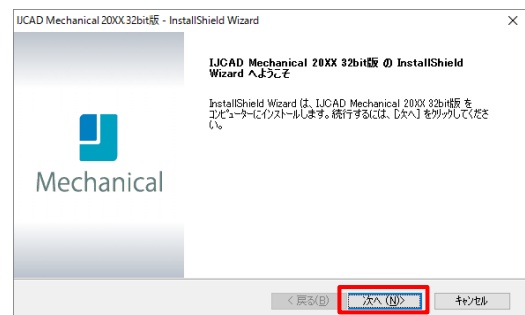 IJCAD Mechanical 20XX 32bit版 - InstallShield Wizard
IJCAD Mechanical 20XX 32bit版 の InstallShield
Wizard へようこそ
InstallShield Wizard は、IJCAD Mechanical 20XX 32bit版 を
コンピューターにインストールします。続行するには、[次へ] をクリックしてくださ
い。
Mechanical
< 戻る(B)
次へ (N)>
キャンセル